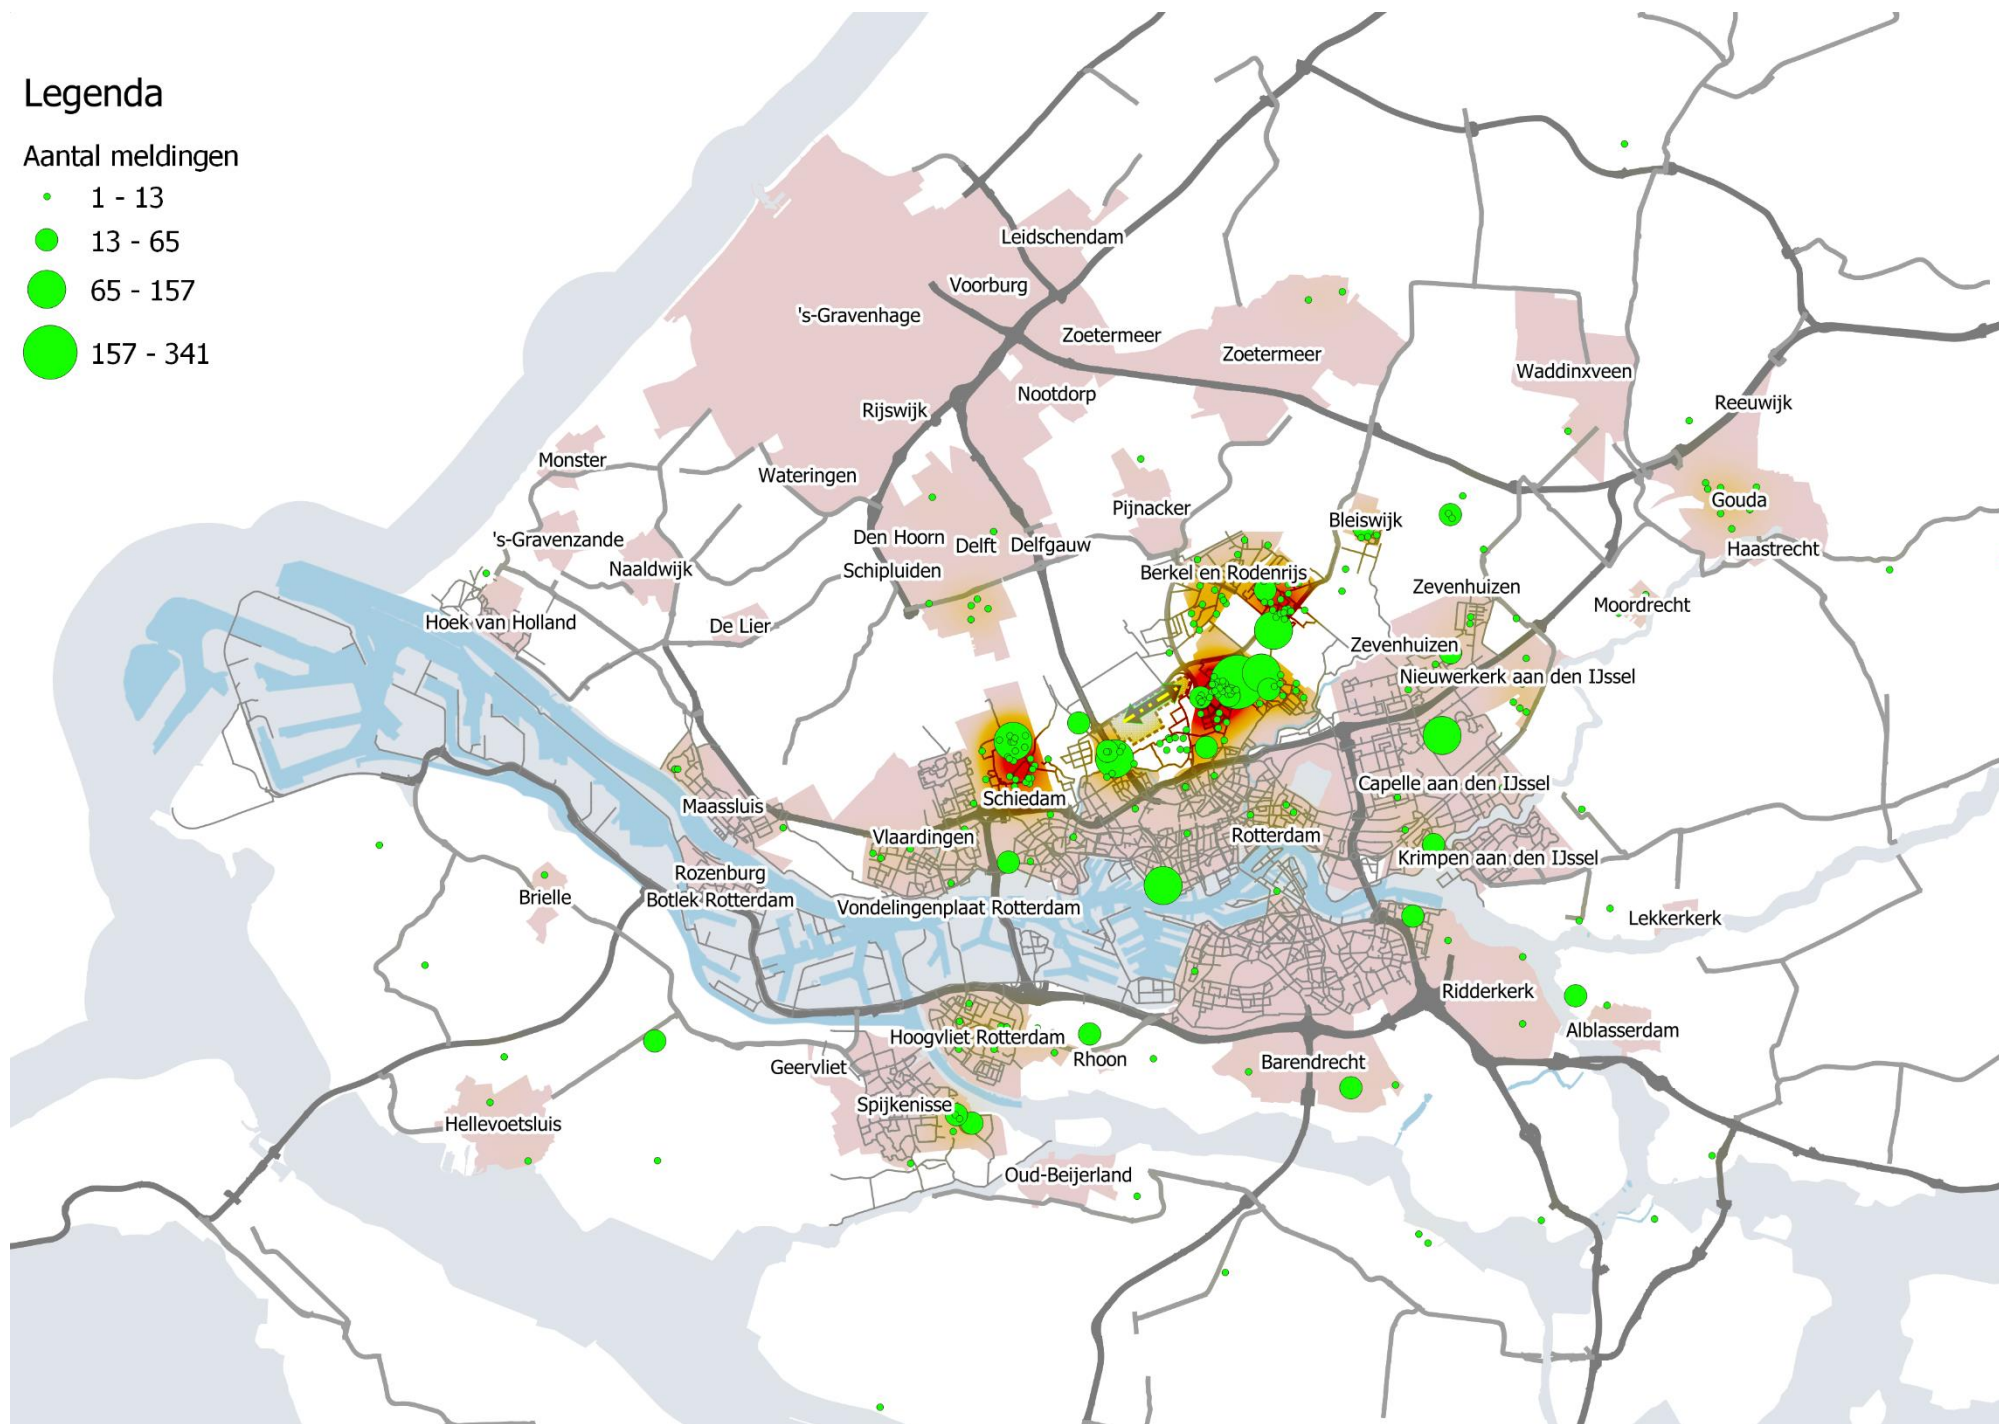 Legenda
Aantal meldingen
1 - 13
13 - 65
65 - 157
157 - 341
Leidschendam
Voorburg
's-Gravenhage
Zoetermeer
Zoetermeer
Waddinxveen
Nootdorp
Rijswijk
Reeuwijk
Monster
Wateringen
Pijnacker
Gouda
Bleiswijk
's-Gravenzande
Den Hoorn
Delft
Delfgauw
Haastrecht
Naaldwijk
Schipluiden
Berkel en Rodenrijs
Zevenhuizen
Moordrecht
Hoek van Holland
De Lier
Zevenhuizen
Nieuwerkerk aan den IJssel
Capelle aan den IJssel
Schiedam
Maassluis
Vlaardingen
Rotterdam
Krimpen aan den IJssel
Rozenburg
Brielle
Botlek Rotterdam
Vondelingenplaat Rotterdam
Lekkerkerk
Ridderkerk
Alblasserdam
Hoogvliet Rotterdam
Rhoon
Barendrecht
Geervliet
Spijkenisse
Hellevoetsluis
Oud-Beijerland